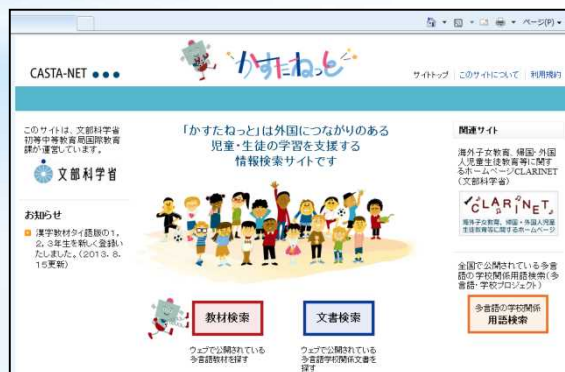 ページ(P)
CASTA-NET
かすたねっと
サイトトップ
このサイトについて
利用規約
このサイトは、文部科学省
初等中等教育局国際教育
課が運営しています。
文部科学省
お知らせ
漢字教材タイ語版の1,
2, 3年生を新しく登録い
たしました。(2013. 8.
15更新)
「かすたねっと」は外国につながりのある
児童・生徒の学習を支援する
情報検索サイトです
教材検索
ウェブで公開されている
多言語教材を探す
文書検索
ウェブで公開されている
多言語学校関係文書を
探す
関連サイト
海外子女教育、帰国・外国
人児童生徒教育等に関す
るホームページCLARINET
(文部科学省)
CLARINET
海外子女教育、帰国・外国人児童
生徒教育等に関するホームページ
全国で公開されている多言
語の学校関係用語検索(多
言語・学校プロジェクト)
多言語の学校関係
用語検索